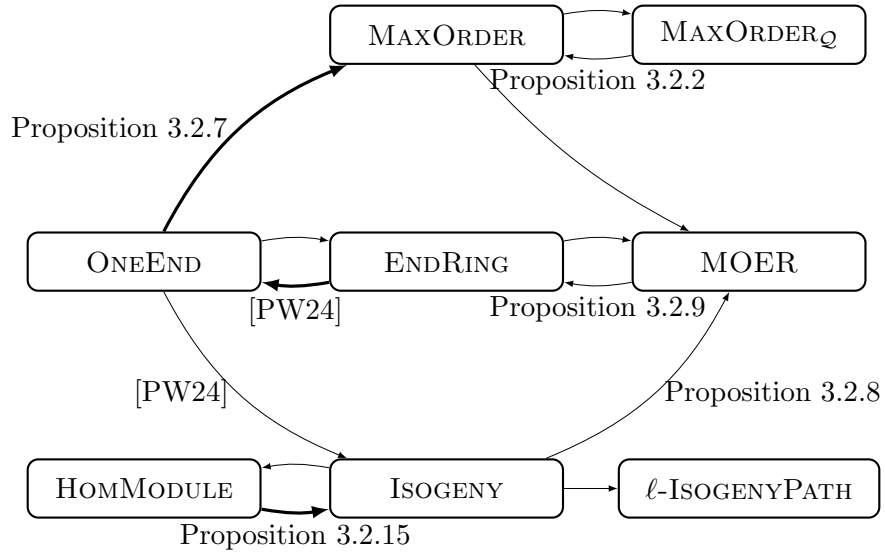 MAXORDER
MAXORDER_𝒬
Proposition 3.2.2
Proposition 3.2.7
ONEEND
ENDRING
MOER
[PW24]
Proposition 3.2.9
[PW24]
Proposition 3.2.8
HOMMODULE
ISOGENY
ℓ-ISOGENYPATH
Proposition 3.2.15